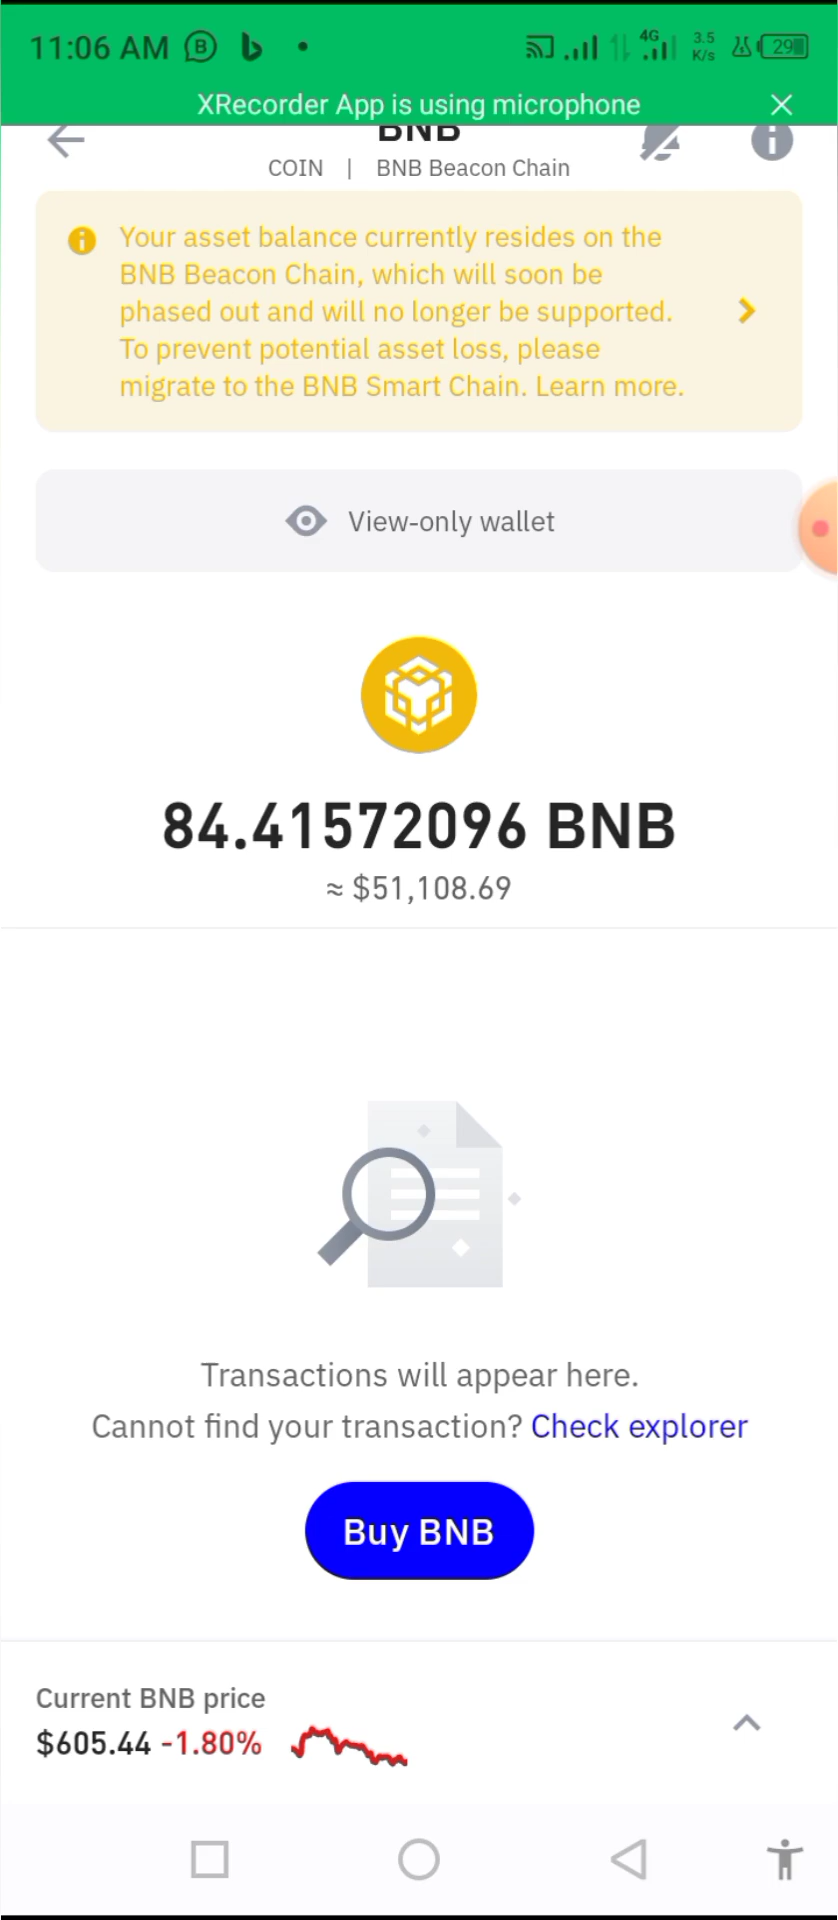 11:06 AM B b 4G 3.5 K/s 29
XRecorder App is using microphone
BNB
COIN | BNB Beacon Chain
Your asset balance currently resides on the
BNB Beacon Chain, which will soon be
phased out and will no longer be supported.
To prevent potential asset loss, please
migrate to the BNB Smart Chain. Learn more.
View-only wallet
84.41572096 BNB
≈ $51,108.69
Transactions will appear here.
Cannot find your transaction? Check explorer
Buy BNB
Current BNB price
$605.44 -1.80%